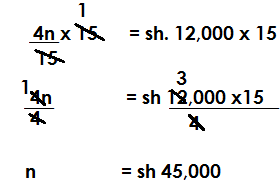 1
4n x 15 = sh. 12,000 x 15
15
1 3
4n = sh 12,000 x15
4 4
n = sh 45,000